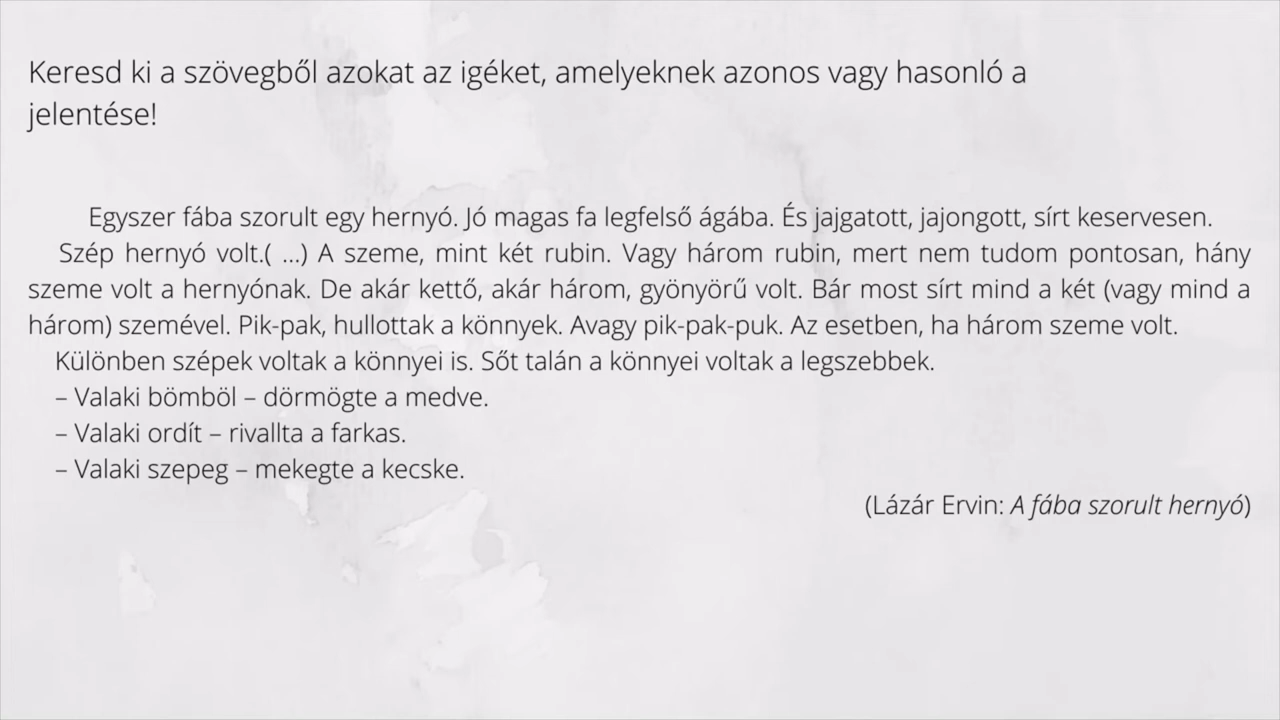 Keresd ki a szövegből azokat az igéket, amelyeknek azonos vagy hasonló a
jelentése!
Egyszer fába szorult egy hernyó. Jó magas fa legfelső ágába. És jajgatott, jajongott, sírt keservesen.
Szép hernyó volt.( ...) A szeme, mint két rubin. Vagy három rubin, mert nem tudom pontosan, hány
szeme volt a hernyónak. De akár kettő, akár három, gyönyörű volt. Bár most sírt mind a két (vagy mind a
három) szemével. Pik-pak, hullottak a könnyek. Avagy pik-pak-puk. Az esetben, ha három szeme volt.
Különben szépek voltak a könnyei is. Sőt talán a könnyei voltak a legszebbek.
– Valaki bömböl – dörmögte a medve.
– Valaki ordít – rivallta a farkas.
– Valaki szepeg – mekegte a kecske.
(Lázár Ervin: A fába szorult hernyó)